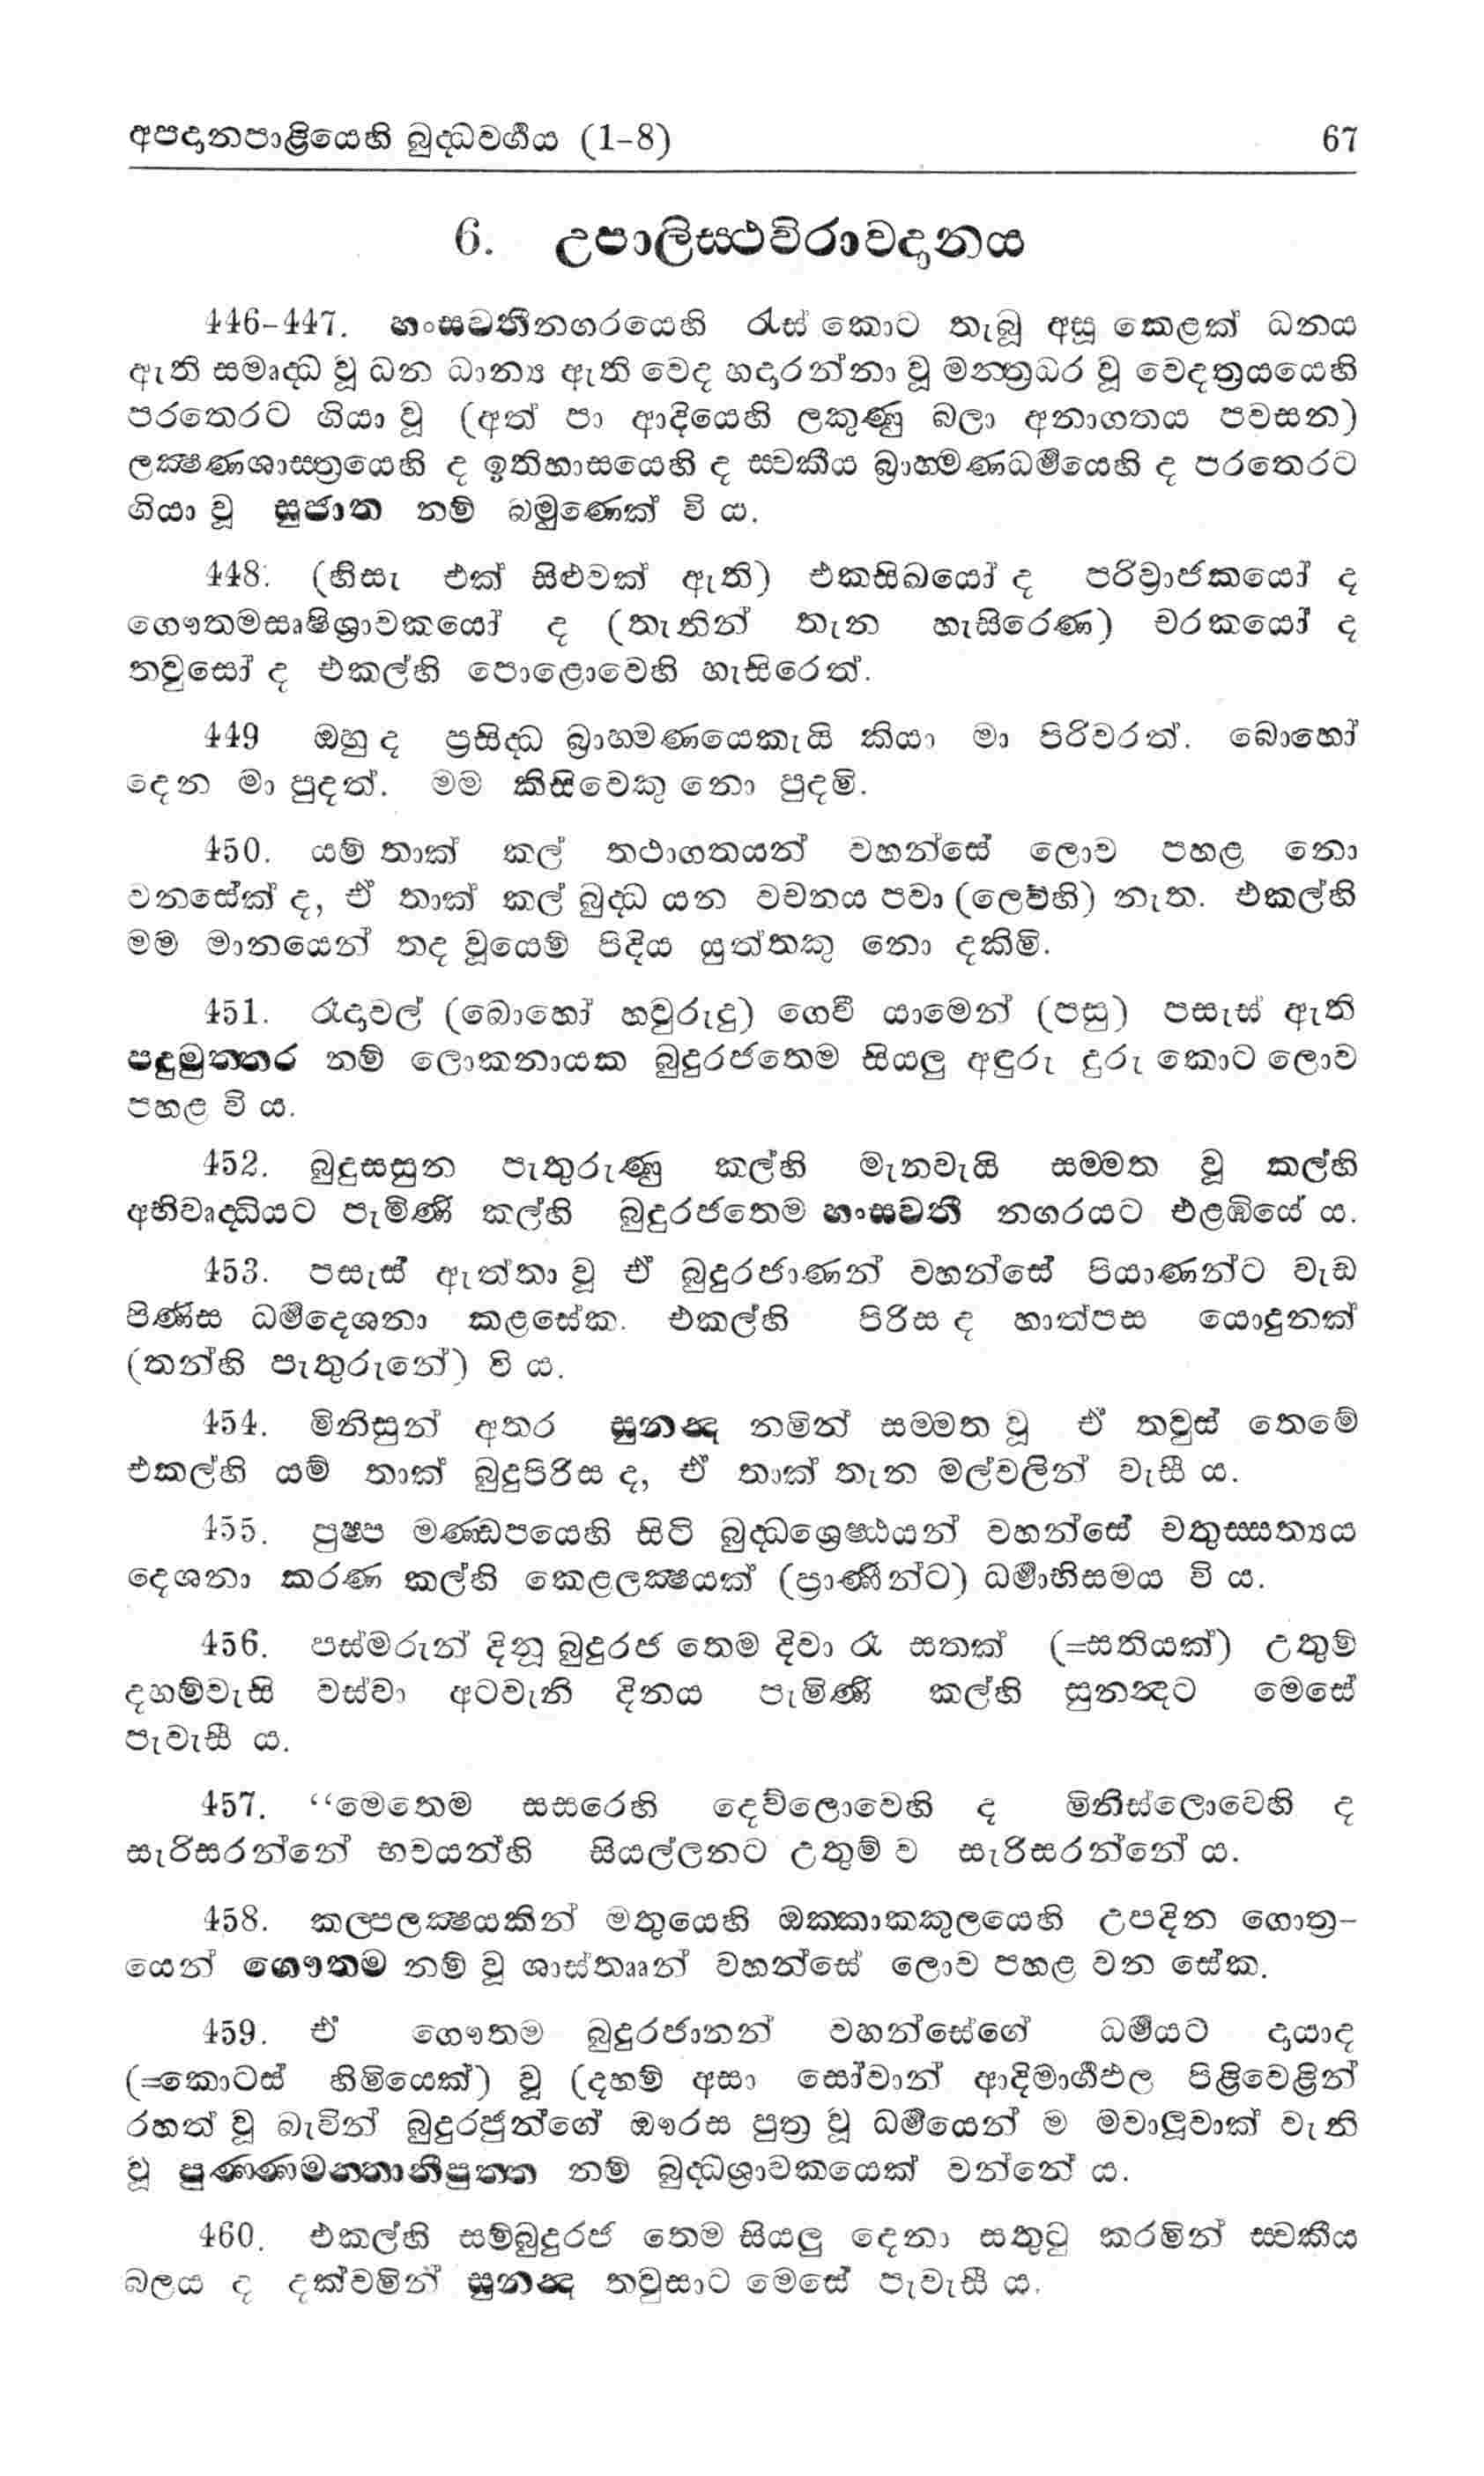 අපදානපාළියෙහි බුද්ධවර්‍ගය (1-8) 67
6. උපාලිස්ථවිරාවදානය
446-447. හංසවතීනගරයෙහි රැස් කොට තැබූ අසූ කෙළක් ධනය
ඇති සමෘද්ධ වූ ධන ධාන්‍ය ඇති වෙද හදාරන්නා වූ මන්ත්‍රධර වූ වෙදත්‍රයයෙහි
පරතෙරට ගියා වූ (අත් පා ආදියෙහි ලකුණු බලා අනාගතය පවසන)
ලක්‍ෂණශාස්ත්‍රයෙහි ද ඉතිහාසයෙහි ද ස්වකීය බ්‍රාහ්මණධර්‍මයෙහි ද පරතෙරට
ගියා වූ සුජාත නම් බමුණෙක් වි ය.
448. (හිසැ එක් සිළුවක් ඇති) එකසිඛයෝ ද පරිව්‍රාජකයෝ ද
ගෞතමසෘෂිශ්‍රාවකයෝ ද (තැනින් තැන හැසිරෙණ) චරකයෝ ද
තවුසෝ ද එකල්හි පොළොවෙහි හැසිරෙත්.
449 ඔහු ද ප්‍රසිද්ධ බ්‍රාහ්මණයෙකැයි කියා මා පිරිවරත්. බොහෝ
දෙන මා පුදත්. මම කිසිවෙකු නො පුදමි.
450. යම් තාක් කල් තථාගතයන් වහන්සේ ලොව පහළ නො
වනසේක් ද, ඒ තාක් කල් බුද්ධ යන වචනය පවා (ලෙව්හි) නැත. එකල්හි
මම මානයෙන් තද වූයෙම් පිදිය යුත්තකු නො දකිමි.
451. රෑදාවල් (බොහෝ හවුරුදු) ගෙවී යාමෙන් (පසු) පසැස් ඇති
පදුමුත්තර නම් ලොකනායක බුදුරජතෙම සියලු අඳුරු දුරු කොට ලොව
පහළ වි ය.
452. බුදුසසුන පැතුරුණු කල්හි මැනවැයි සම්මත වූ කල්හි
අභිවෘද්ධියට පැමිණි කල්හි බුදුරජතෙම හංසවතී නගරයට එළඹියේ ය.
453. පසැස් ඇත්තා වූ ඒ බුදුරජාණන් වහන්සේ පියාණන්ට වැඩ
පිණිස ධර්‍මදෙශනා කළසේක. එකල්හි පිරිස ද හාත්පස යොදුනක්
(තන්හි පැතුරුනේ) වි ය.
454. මිනිසුන් අතර සුනන්‍ද නමින් සම්මත වූ ඒ තවුස් තෙමේ
එකල්හි යම් තාක් බුදුපිරිස ද, ඒ තාක් තැන මල්වලින් වැසී ය.
455. පුෂ්ප මණ්ඩපයෙහි සිටි බුද්ධශ්‍රෙෂ්ඨයන් වහන්සේ චතුස්සත්‍යය
දෙශනා කරණ කල්හි කෙළලක්‍ෂයක් (ප්‍රාණීන්ට) ධර්‍මාභිසමය වි ය.
456. පස්මරුන් දිනූ බුදුරජ තෙම දිවා රෑ සතක් (=සතියක්) උතුම්
දහම්වැසි වස්වා අටවැනි දිනය පැමිණි කල්හි සුනන්‍දට මෙසේ
පැවැසී ය.
457. “මෙතෙම සසරෙහි දෙව්ලොවෙහි ද මිනිස්ලොවෙහි ද
සැරිසරන්නේ භවයන්හි සියල්ලනට උතුම් ව සැරිසරන්නේ ය.
458. කල්පලක්‍ෂයකින් මතුයෙහි ඔක්කාකකුලයෙහි උපදින ගොත්‍ර-
යෙන් ගෞතම නම් වූ ශාස්තෲන් වහන්සේ ලොව පහළ වන සේක.
459. ඒ ගෞතම බුදුරජානන් වහන්සේගේ ධර්‍මයට දායාද
(=කොටස් හිමියෙක්) වූ (දහම් අසා සෝවාන් ආදිමාර්‍ගඵල පිළිවෙළින්
රහත් වූ බැවින් බුදුරජුන්ගේ ඖරස පුත්‍ර වූ ධර්‍මයෙන් ම මවාලූවාක් වැනි
වූ පුණ්ණමන්තානිපුත්ත නම් බුද්ධශ්‍රාවකයෙක් වන්නේ ය.
460. එකල්හි සම්බුදුරජ තෙම සියලු දෙනා සතුටු කරමින් ස්වකීය
බලය ද දක්වමින් සුනන්‍ද තවුසාට මෙසේ පැවැසී ය.